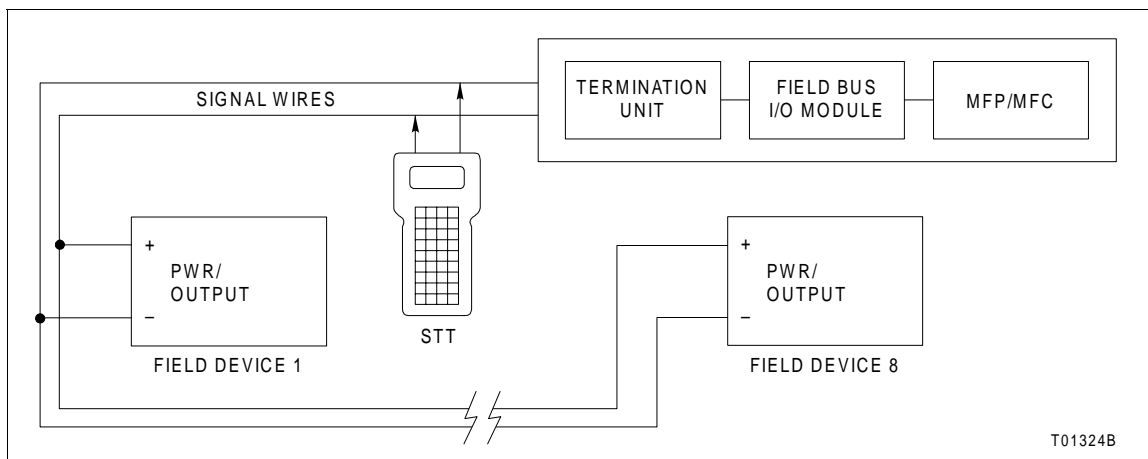 SIGNAL WIRES
TERMINATION
UNIT
FIELD BUS
I/O MODULE
MFP/MFC
+
PWR/
OUTPUT
–
FIELD DEVICE 1
STT
+
PWR/
OUTPUT
–
FIELD DEVICE 8
T01324B